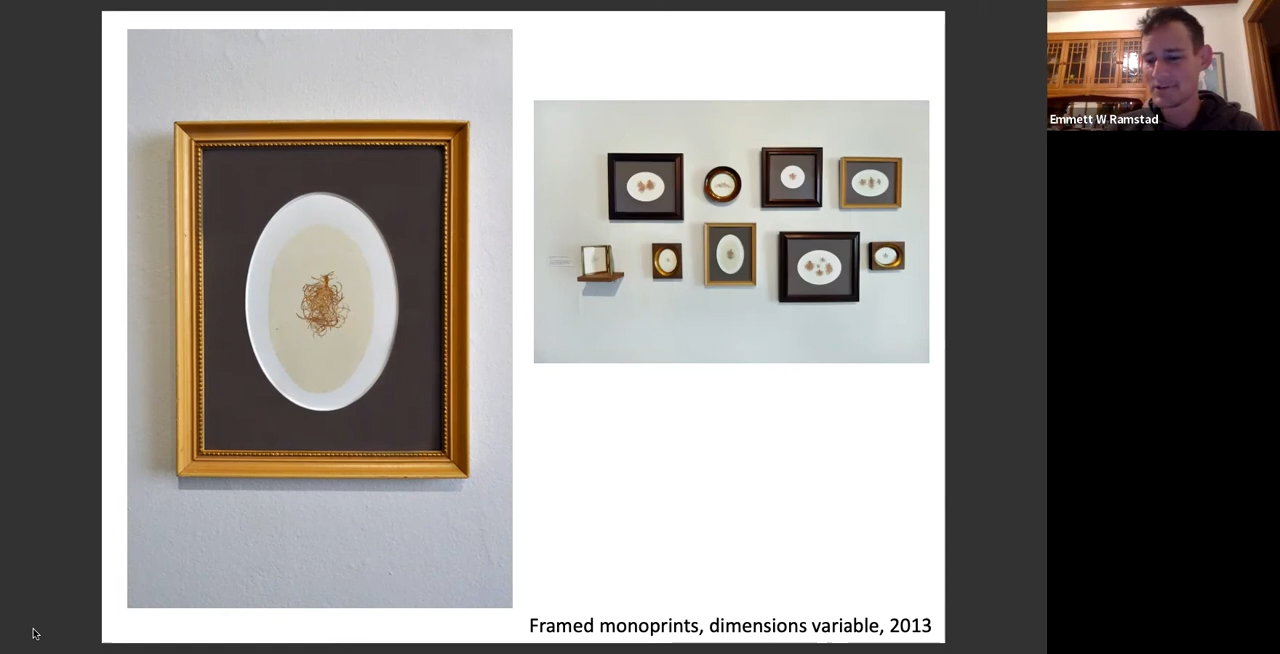 Emmett W Ramstad
Framed monoprints, dimensions variable, 2013